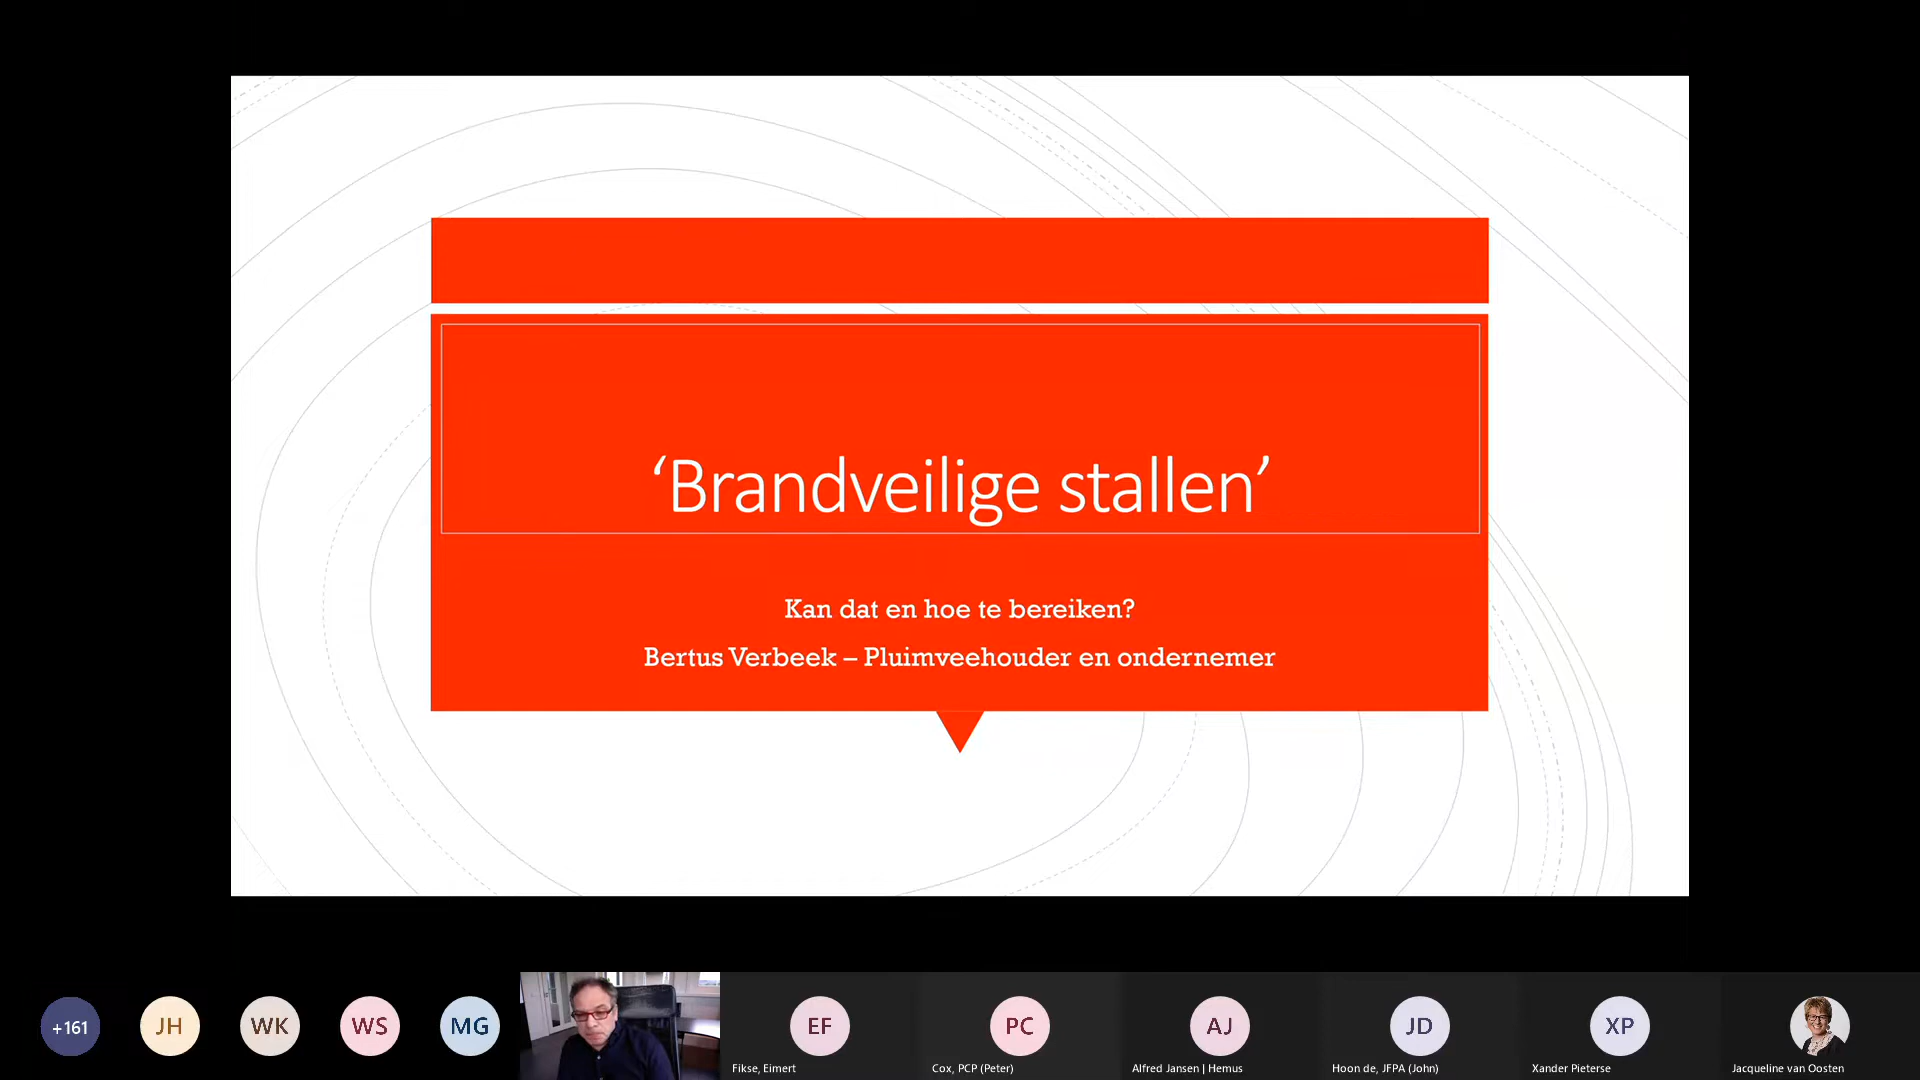 ‘Brandveilige stallen’
Kan dat en hoe te bereiken?
Bertus Verbeek – Pluimveehouder en ondernemer
+161
JH
WK
WS
MG
EF
PC
AJ
JD
XP
Fikse, Eimert
Cox, PCP (Peter)
Alfred Jansen | Hemus
Hoon de, JFPA (John)
Xander Pieterse
Jacqueline van Oosten